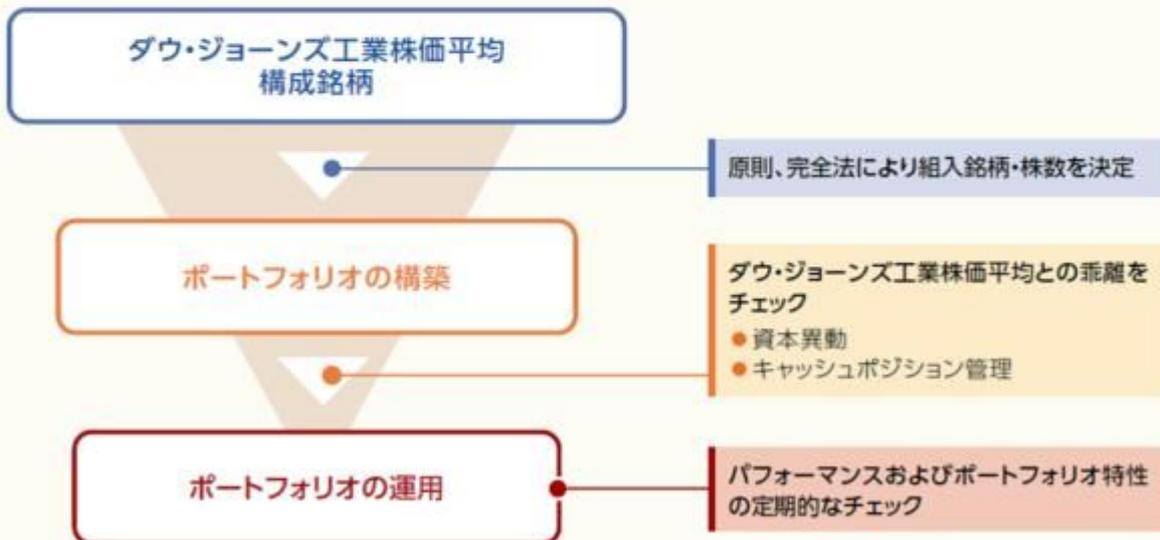 ダウ・ジョーンズ工業株価平均
構成銘柄
原則、完全法により組入銘柄・株数を決定
ポートフォリオの構築
ダウ・ジョーンズ工業株価平均との乖離を
チェック
● 資本異動
● キャッシュポジション管理
ポートフォリオの運用
パフォーマンスおよびポートフォリオ特性
の定期的なチェック